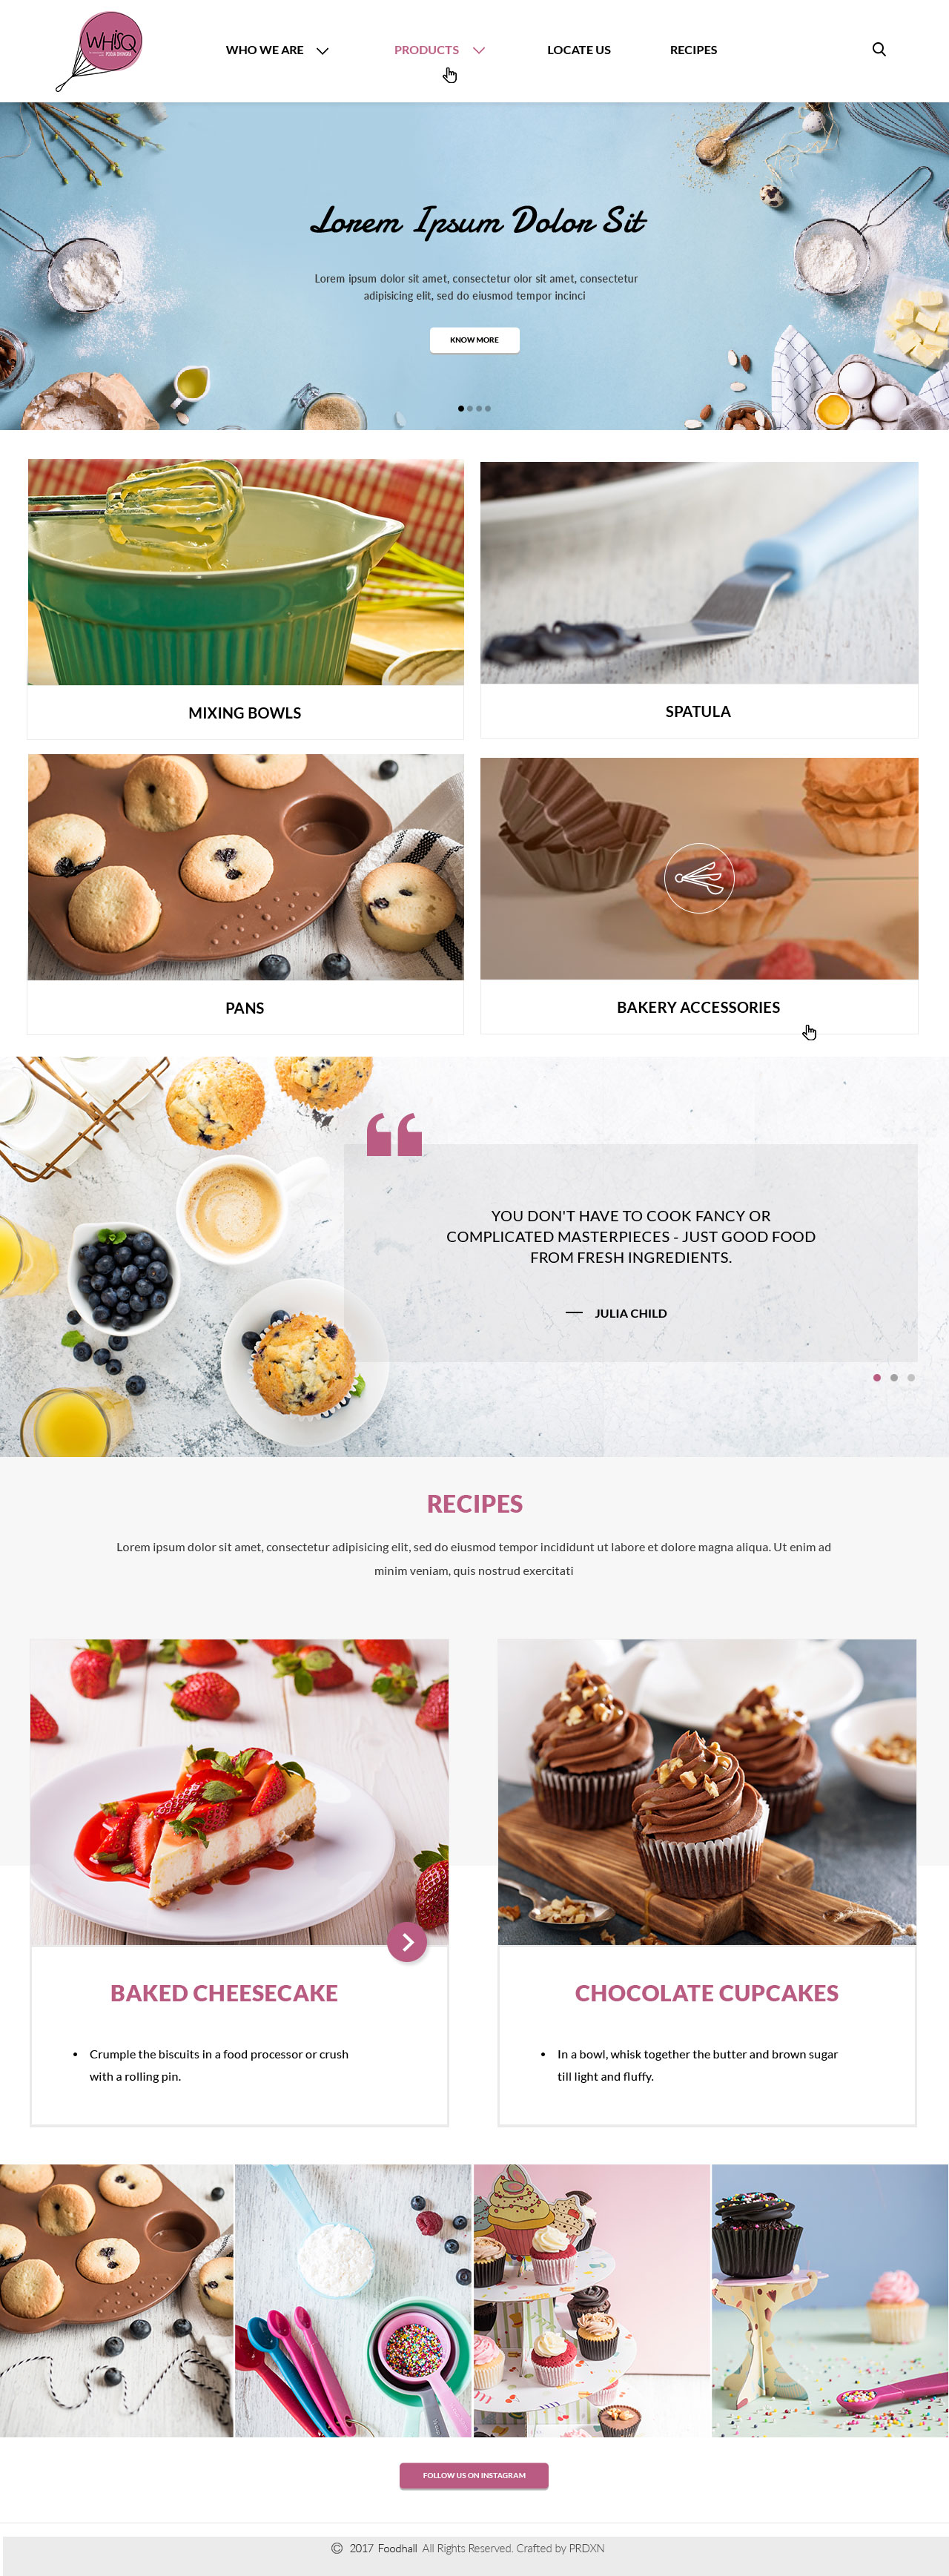 WHISQ
WHO WE ARE
PRODUCTS
LOCATE US
RECIPES
Lorem Ipsum Dolor Sit
Lorem ipsum dolor sit amet, consectetur olor sit amet, consectetur
adipisicing elit, sed do eiusmod tempor incinci
KNOW MORE
MIXING BOWLS
SPATULA
PANS
BAKERY ACCESSORIES
YOU DON'T HAVE TO COOK FANCY OR
COMPLICATED MASTERPIECES - JUST GOOD FOOD
FROM FRESH INGREDIENTS.
JULIA CHILD
RECIPES
Lorem ipsum dolor sit amet, consectetur adipisicing elit, sed do eiusmod tempor incididunt ut labore et dolore magna aliqua. Ut enim ad
minim veniam, quis nostrud exercitati
BAKED CHEESECAKE
• Crumple the biscuits in a food processor or crush
with a rolling pin.
CHOCOLATE CUPCAKES
• In a bowl, whisk together the butter and brown sugar
till light and fluffy.
FOLLOW US ON INSTAGRAM
© 2017 Foodhall All Rights Reserved. Crafted by PRDXN